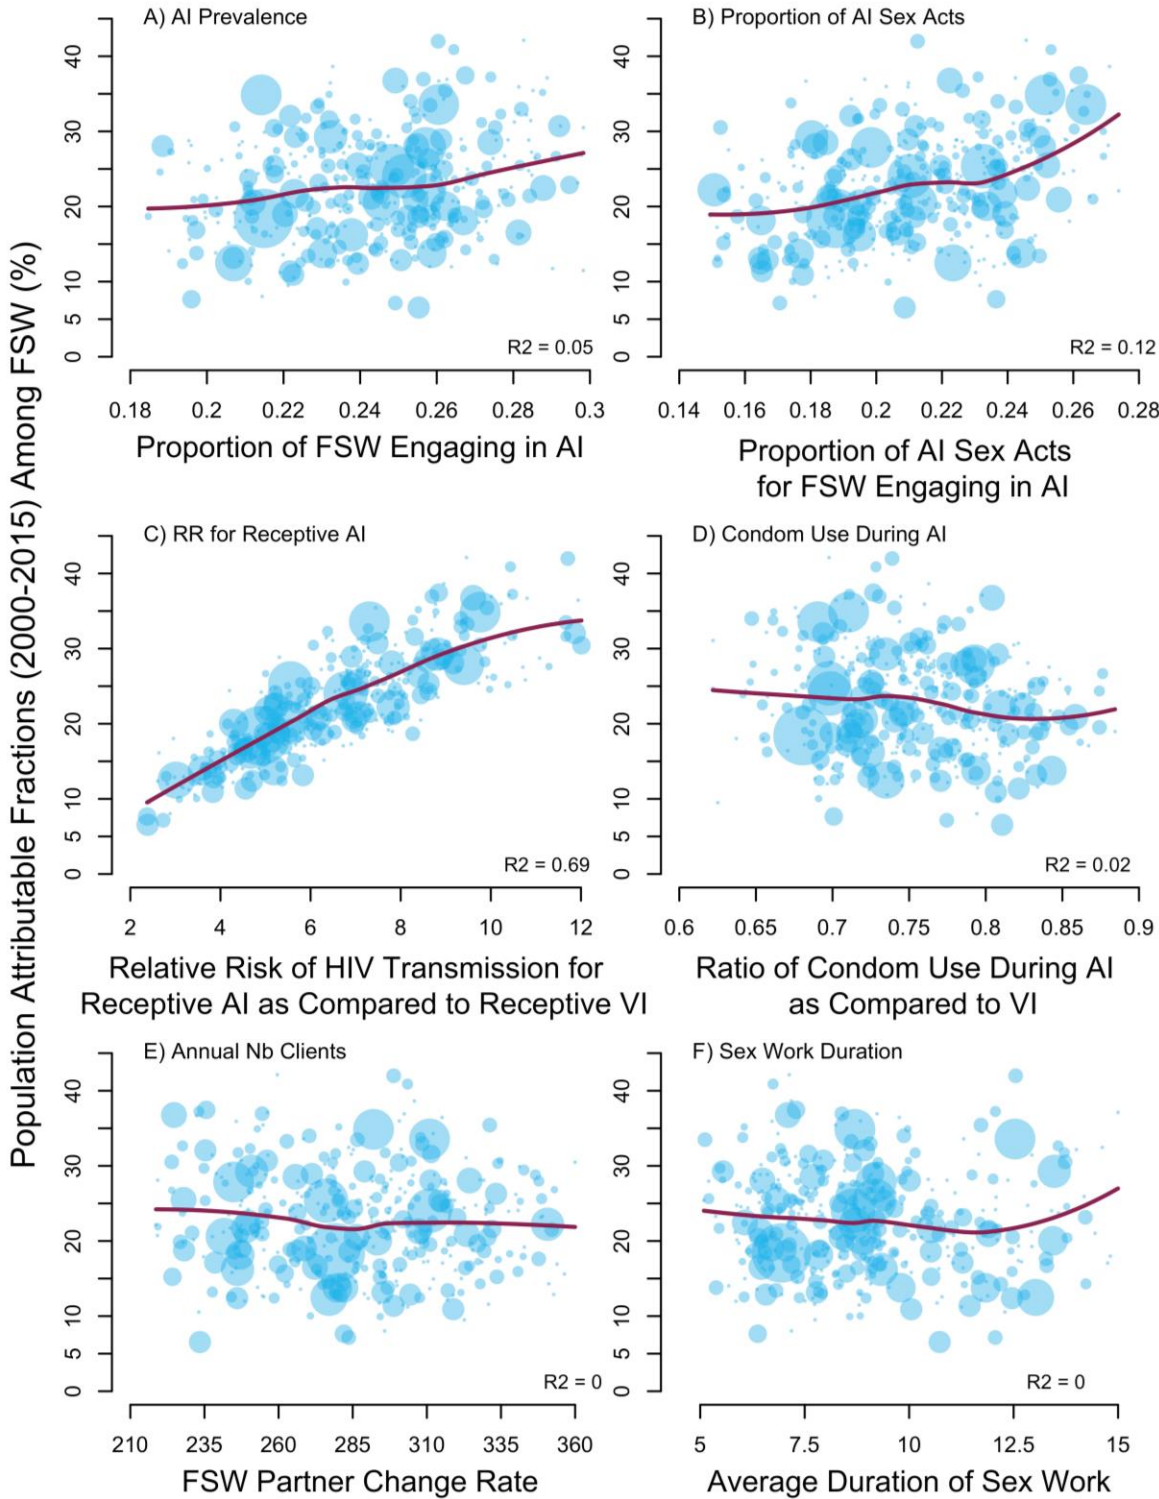 Population Attributable Fractions (2000-2015) Among FSW (%)
A) AI Prevalence
40
30
20
10
5
0
R2 = 0.05
0.18 0.2 0.22 0.24 0.26 0.28 0.3
Proportion of FSW Engaging in AI
B) Proportion of AI Sex Acts
40
30
20
10
5
0
R2 = 0.12
0.14 0.16 0.18 0.2 0.22 0.24 0.26 0.28
Proportion of AI Sex Acts
for FSW Engaging in AI
C) RR for Receptive AI
40
30
20
10
5
0
R2 = 0.69
2 4 6 8 10 12
Relative Risk of HIV Transmission for
Receptive AI as Compared to Receptive VI
D) Condom Use During AI
40
30
20
10
5
0
R2 = 0.02
0.6 0.65 0.7 0.75 0.8 0.85 0.9
Ratio of Condom Use During AI
as Compared to VI
E) Annual Nb Clients
40
30
20
10
5
0
R2 = 0
210 235 260 285 310 335 360
FSW Partner Change Rate
F) Sex Work Duration
40
30
20
10
5
0
R2 = 0
5 7.5 10 12.5 15
Average Duration of Sex Work